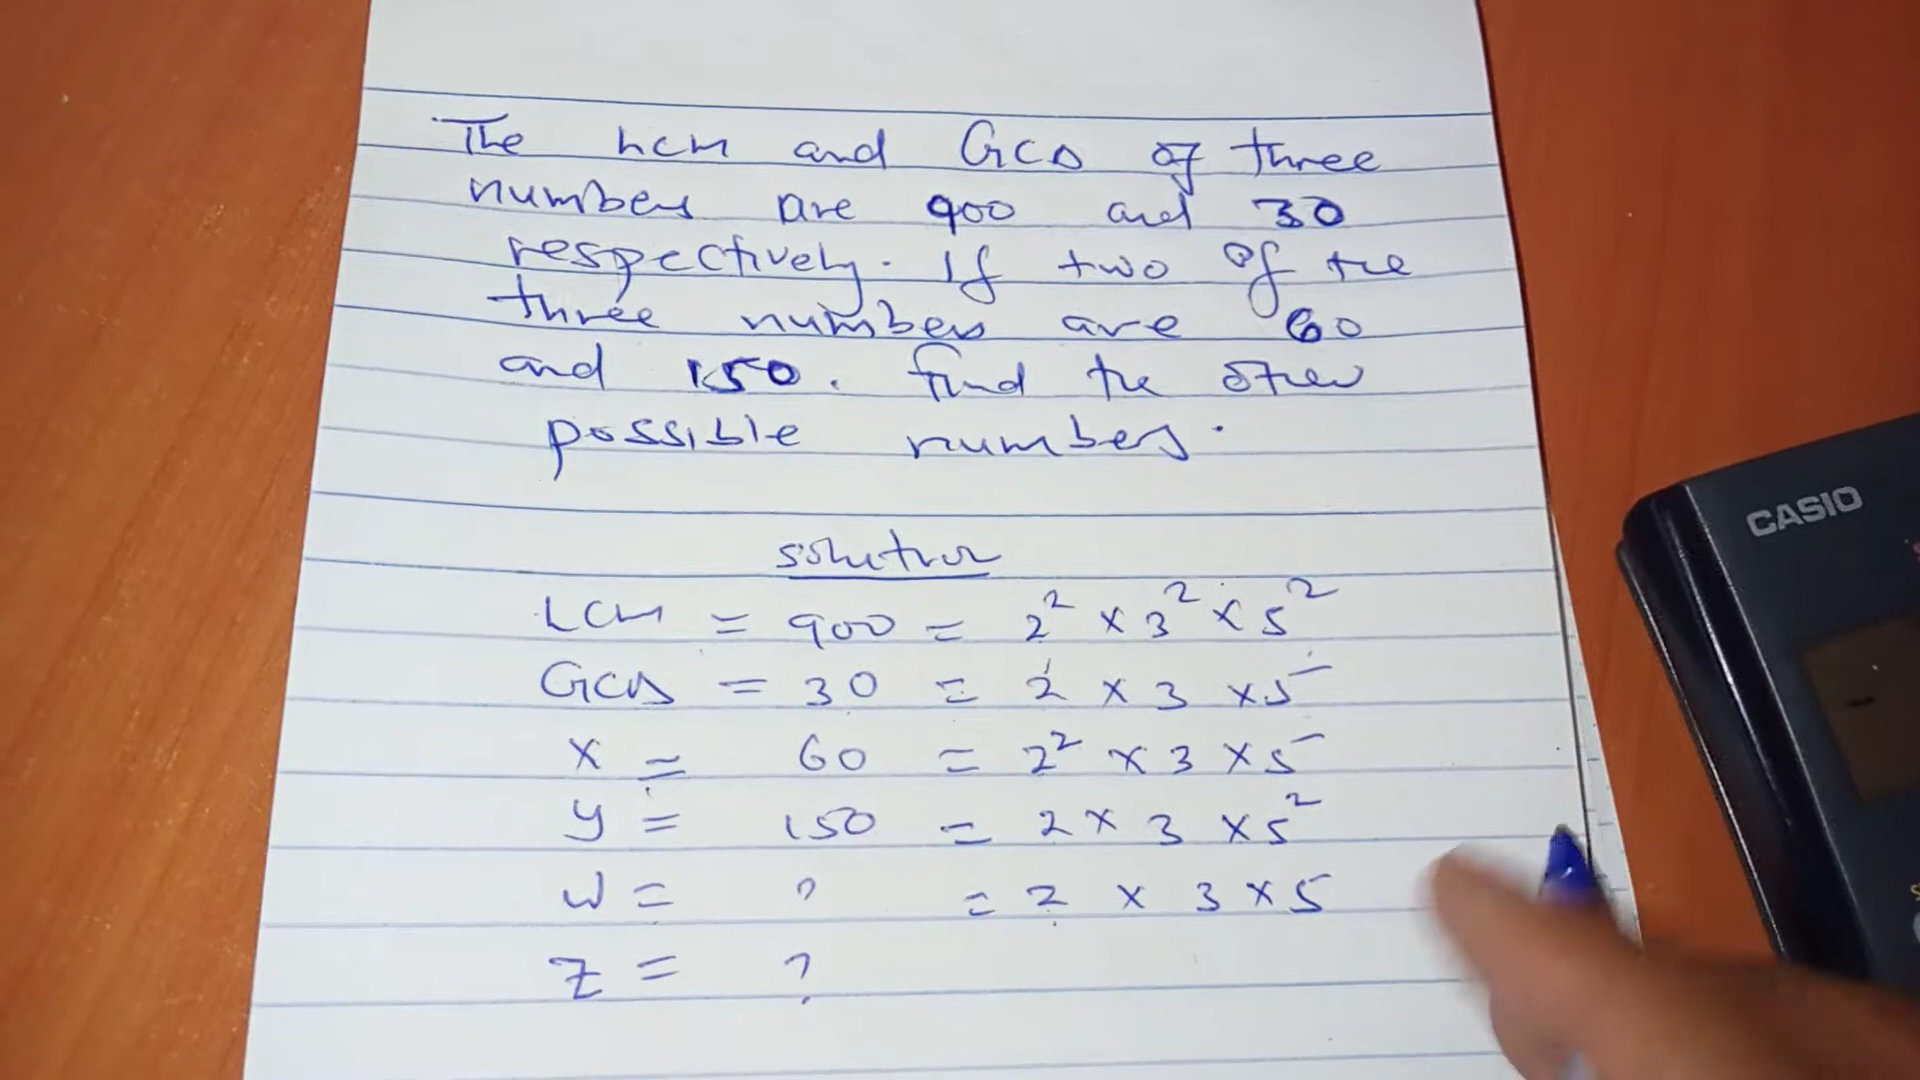 The LCM and GCD of three
numbers are 900 and 30
respectively. If two of the
three numbers are 60
and 150. find the other
possible numbers.
solution
LCM = 900 = 2² × 3² × 5²
GCD = 30 = 2 × 3 × 5
x = 60 = 2² × 3 × 5
y = 150 = 2 × 3 × 5²
W = ? = 2 × 3 × 5
Z = ?
CASIO